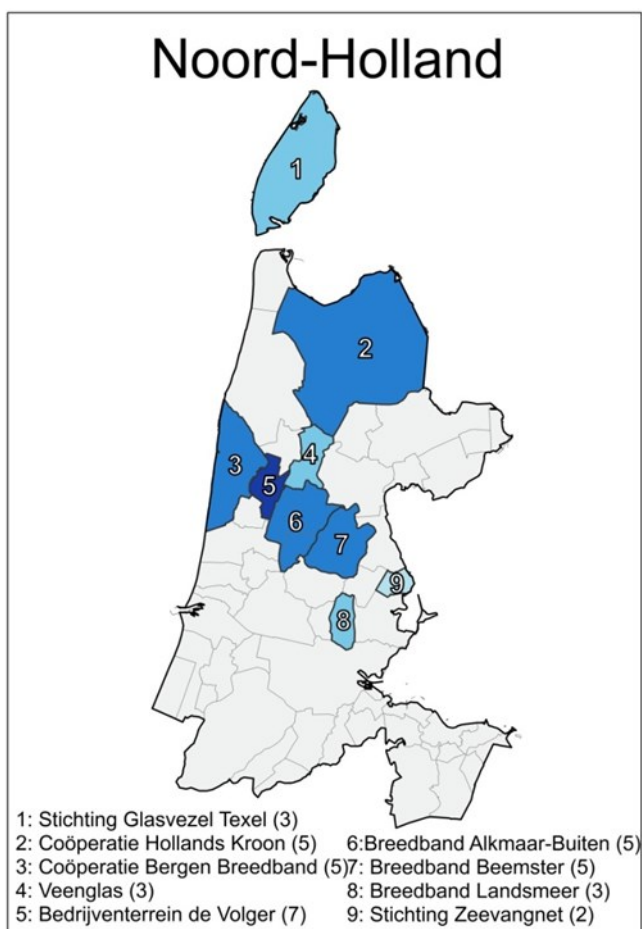 Noord-Holland
1
2
3
4
5
6
7
8
9
1: Stichting Glasvezel Texel (3)
2: Coöperatie Hollands Kroon (5)
3: Coöperatie Bergen Breedband (5)
4: Veenglas (3)
5: Bedrijventerrein de Volger (7)
6:Breedband Alkmaar-Buiten (5)
7: Breedband Beemster (5)
8: Breedband Landsmeer (3)
9: Stichting Zeevangnet (2)